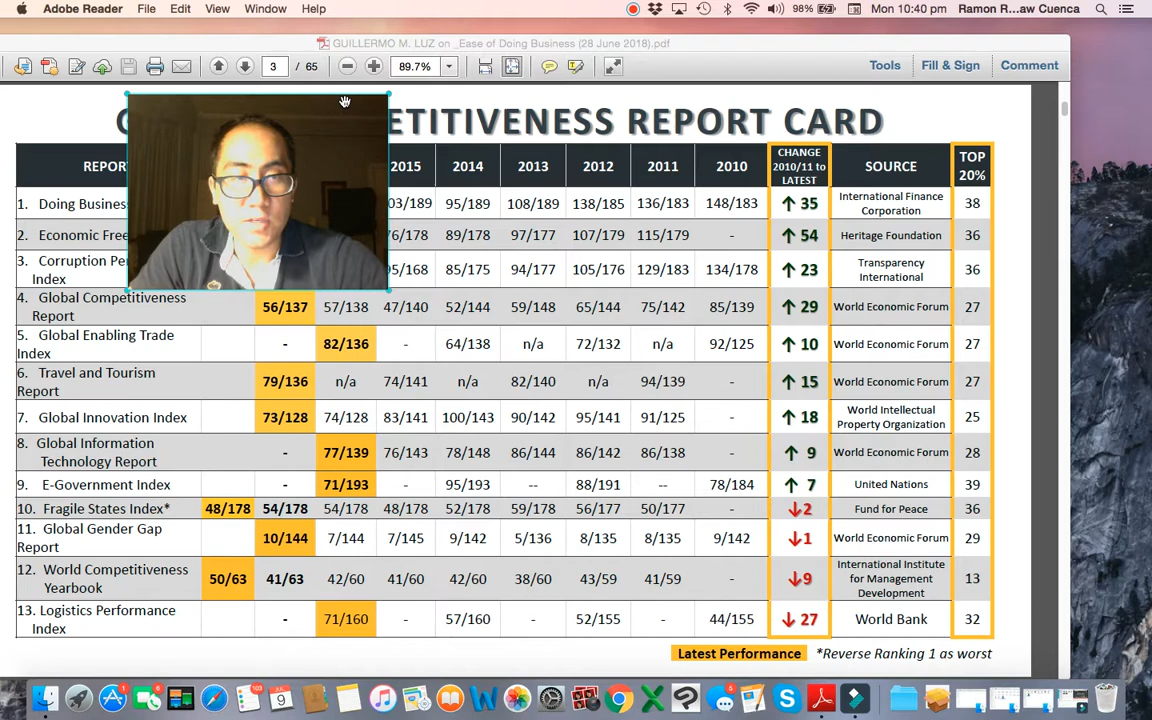 Adobe Reader File Edit View Window Help 98% Mon 10:40 pm Ramon R...aw Cuenca
GUILLERMO M. LUZ on _Ease of Doing Business (28 June 2018).pdf
3 / 65 89.7% Tools Fill & Sign Comment
ETITIVENESS REPORT CARD
REPORT 2015 2014 2013 2012 2011 2010 CHANGE 2010/11 to LATEST SOURCE TOP 20%
1. Doing Business 03/189 95/189 108/189 138/185 136/183 148/183 ↑ 35 International Finance Corporation 38
2. Economic Free 76/178 89/178 97/177 107/179 115/179 - ↑ 54 Heritage Foundation 36
3. Corruption Pe Index 95/168 85/175 94/177 105/176 129/183 134/178 ↑ 23 Transparency International 36
4. Global Competitiveness Report 56/137 57/138 47/140 52/144 59/148 65/144 75/142 85/139 ↑ 29 World Economic Forum 27
5. Global Enabling Trade Index - 82/136 - 64/138 n/a 72/132 n/a 92/125 ↑ 10 World Economic Forum 27
6. Travel and Tourism Report 79/136 n/a 74/141 n/a 82/140 n/a 94/139 - ↑ 15 World Economic Forum 27
7. Global Innovation Index 73/128 74/128 83/141 100/143 90/142 95/141 91/125 - ↑ 18 World Intellectual Property Organization 25
8. Global Information Technology Report - 77/139 76/143 78/148 86/144 86/142 86/138 - ↑ 9 World Economic Forum 28
9. E-Government Index - 71/193 - 95/193 -- 88/191 - 78/184 ↑ 7 United Nations 39
10. Fragile States Index* 48/178 54/178 54/178 48/178 52/178 59/178 56/177 50/177 - ↓2 Fund for Peace 36
11. Global Gender Gap Report 10/144 7/144 7/145 9/142 5/136 8/135 8/135 9/142 ↓1 World Economic Forum 29
12. World Competitiveness Yearbook 50/63 41/63 42/60 41/60 42/60 38/60 43/59 41/59 - ↓9 International Institute for Management Development 13
13. Logistics Performance Index - 71/160 - 57/160 - 52/155 - 44/155 ↓ 27 World Bank 32
Latest Performance *Reverse Ranking 1 as worst